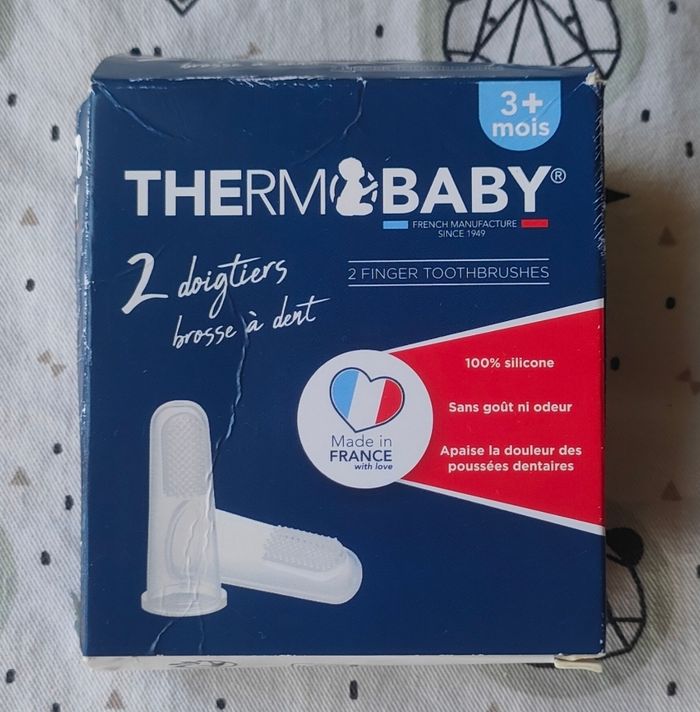 3+
mois
THERMOBABY®
FRENCH MANUFACTURE
SINCE 1949
2 doigtiers
brosse à dent
2 FINGER TOOTHBRUSHES
100% silicone
Sans goût ni odeur
Apaise la douleur des
poussées dentaires
Made in
FRANCE
with love